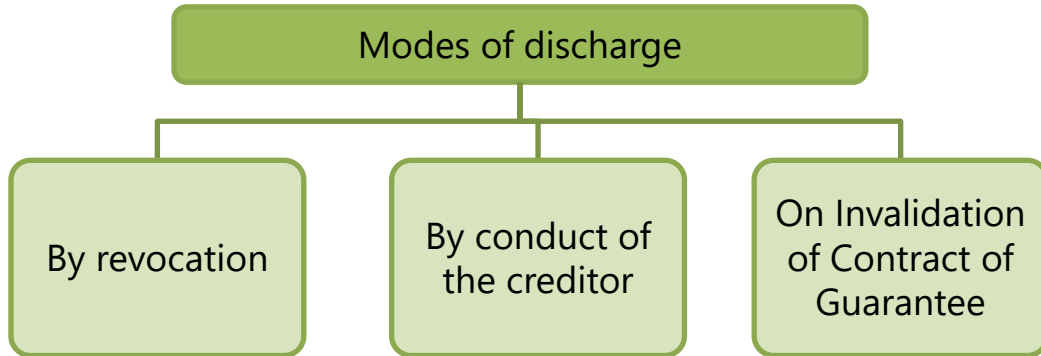 Modes of discharge
By revocation
By conduct of
the creditor
On Invalidation
of Contract of
Guarantee